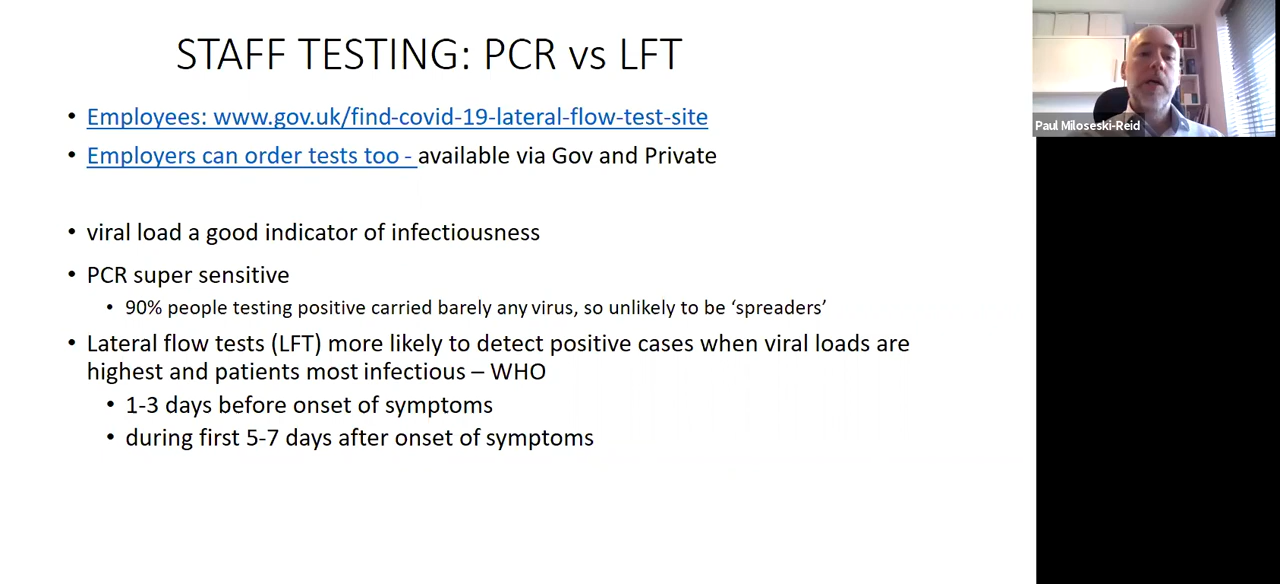 STAFF TESTING: PCR vs LFT
• Employees: www.gov.uk/find-covid-19-lateral-flow-test-site
• Employers can order tests too - available via Gov and Private
• viral load a good indicator of infectiousness
• PCR super sensitive
• 90% people testing positive carried barely any virus, so unlikely to be ‘spreaders’
• Lateral flow tests (LFT) more likely to detect positive cases when viral loads are
highest and patients most infectious – WHO
• 1-3 days before onset of symptoms
• during first 5-7 days after onset of symptoms
Paul Miloseski-Reid